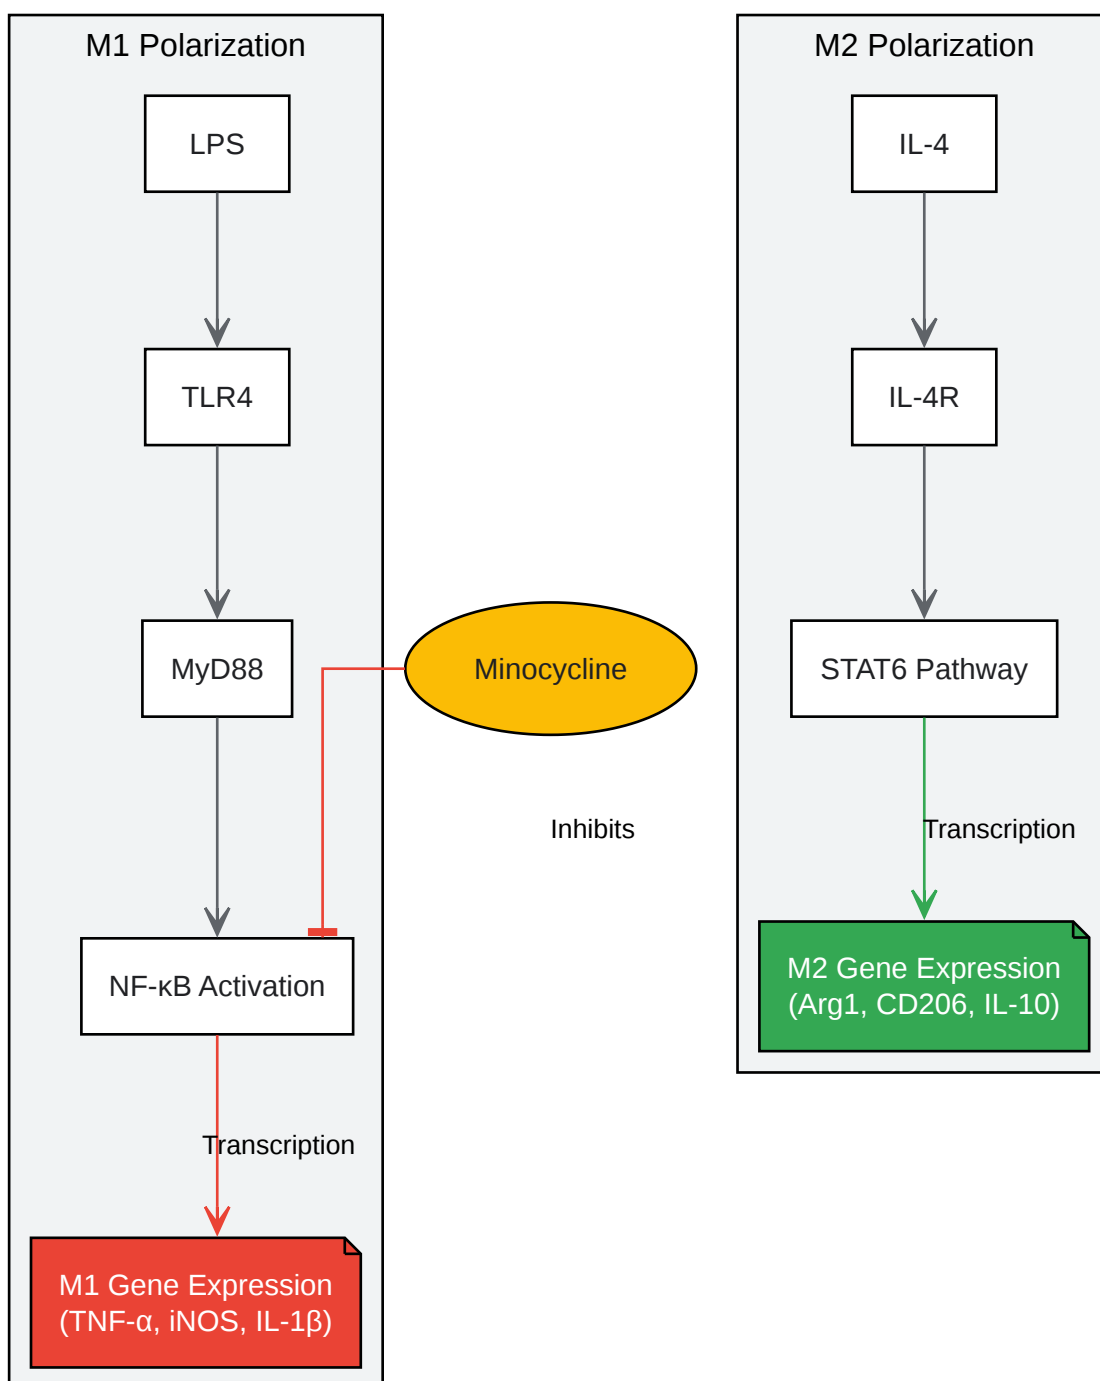 M1 Polarization
LPS
TLR4
MyD88
NF-κB Activation
Transcription
M1 Gene Expression
(TNF-α, iNOS, IL-1β)
Minocycline
Inhibits
M2 Polarization
IL-4
IL-4R
STAT6 Pathway
Transcription
M2 Gene Expression
(Arg1, CD206, IL-10)